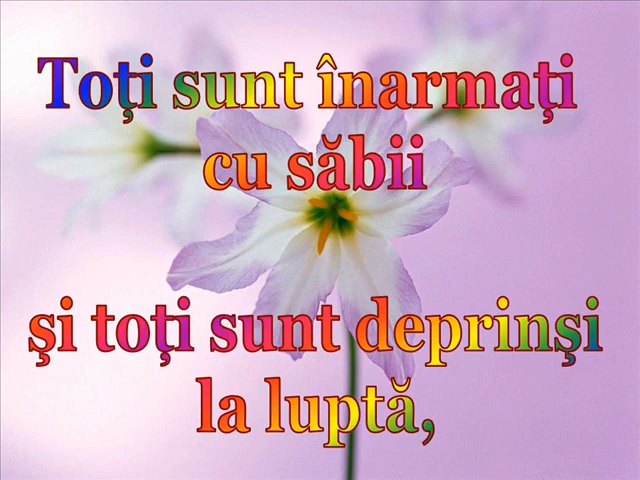 Toţi sunt înarmaţi
cu săbii
şi toţi sunt deprinşi
la luptă,